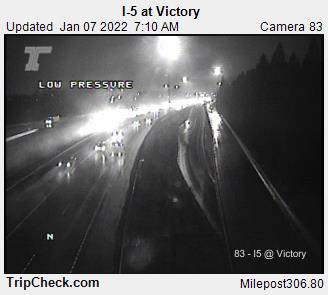 I-5 at Victory
Updated Jan 07 2022 7:10 AM Camera 83
T
LOW PRESSURE
N
83 - I5 @ Victory
TripCheck.com Milepost306.80